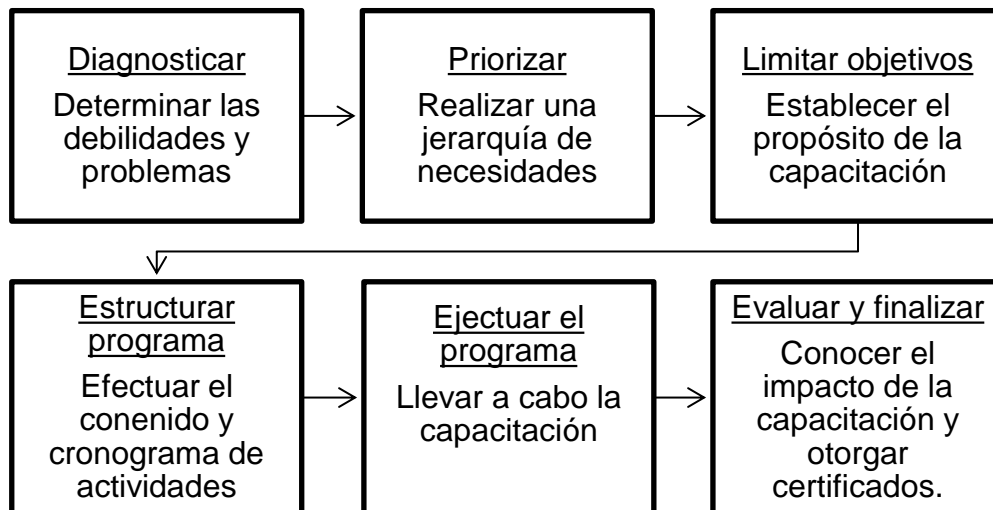 Diagnosticar
Determinar las
debilidades y
problemas
Priorizar
Realizar una
jerarquía de
necesidades
Limitar objetivos
Establecer el
propósito de la
capacitación
Estructurar
programa
Efectuar el
conenido y
cronograma de
actividades
Ejectuar el
programa
Llevar a cabo la
capacitación
Evaluar y finalizar
Conocer el
impacto de la
capacitación y
otorgar
certificados.